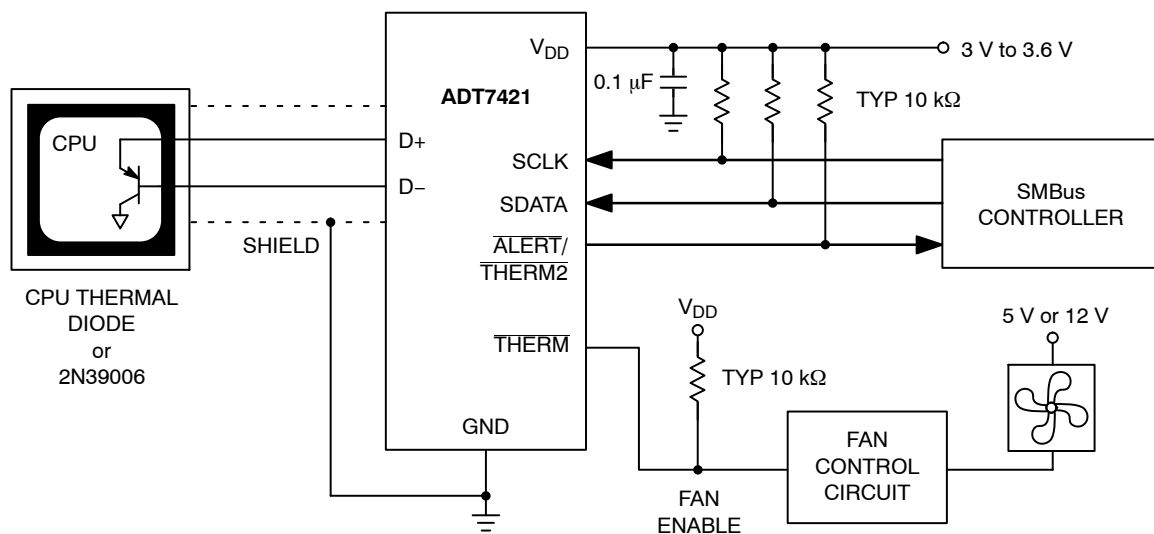 V_DD
3 V to 3.6 V
0.1 μF
TYP 10 kΩ
ADT7421
CPU
D+
D−
SCLK
SDATA
ALERT/
THERM2
SMBus
CONTROLLER
SHIELD
CPU THERMAL
DIODE
or
2N39006
THERM
V_DD
TYP 10 kΩ
5 V or 12 V
GND
FAN
ENABLE
FAN
CONTROL
CIRCUIT